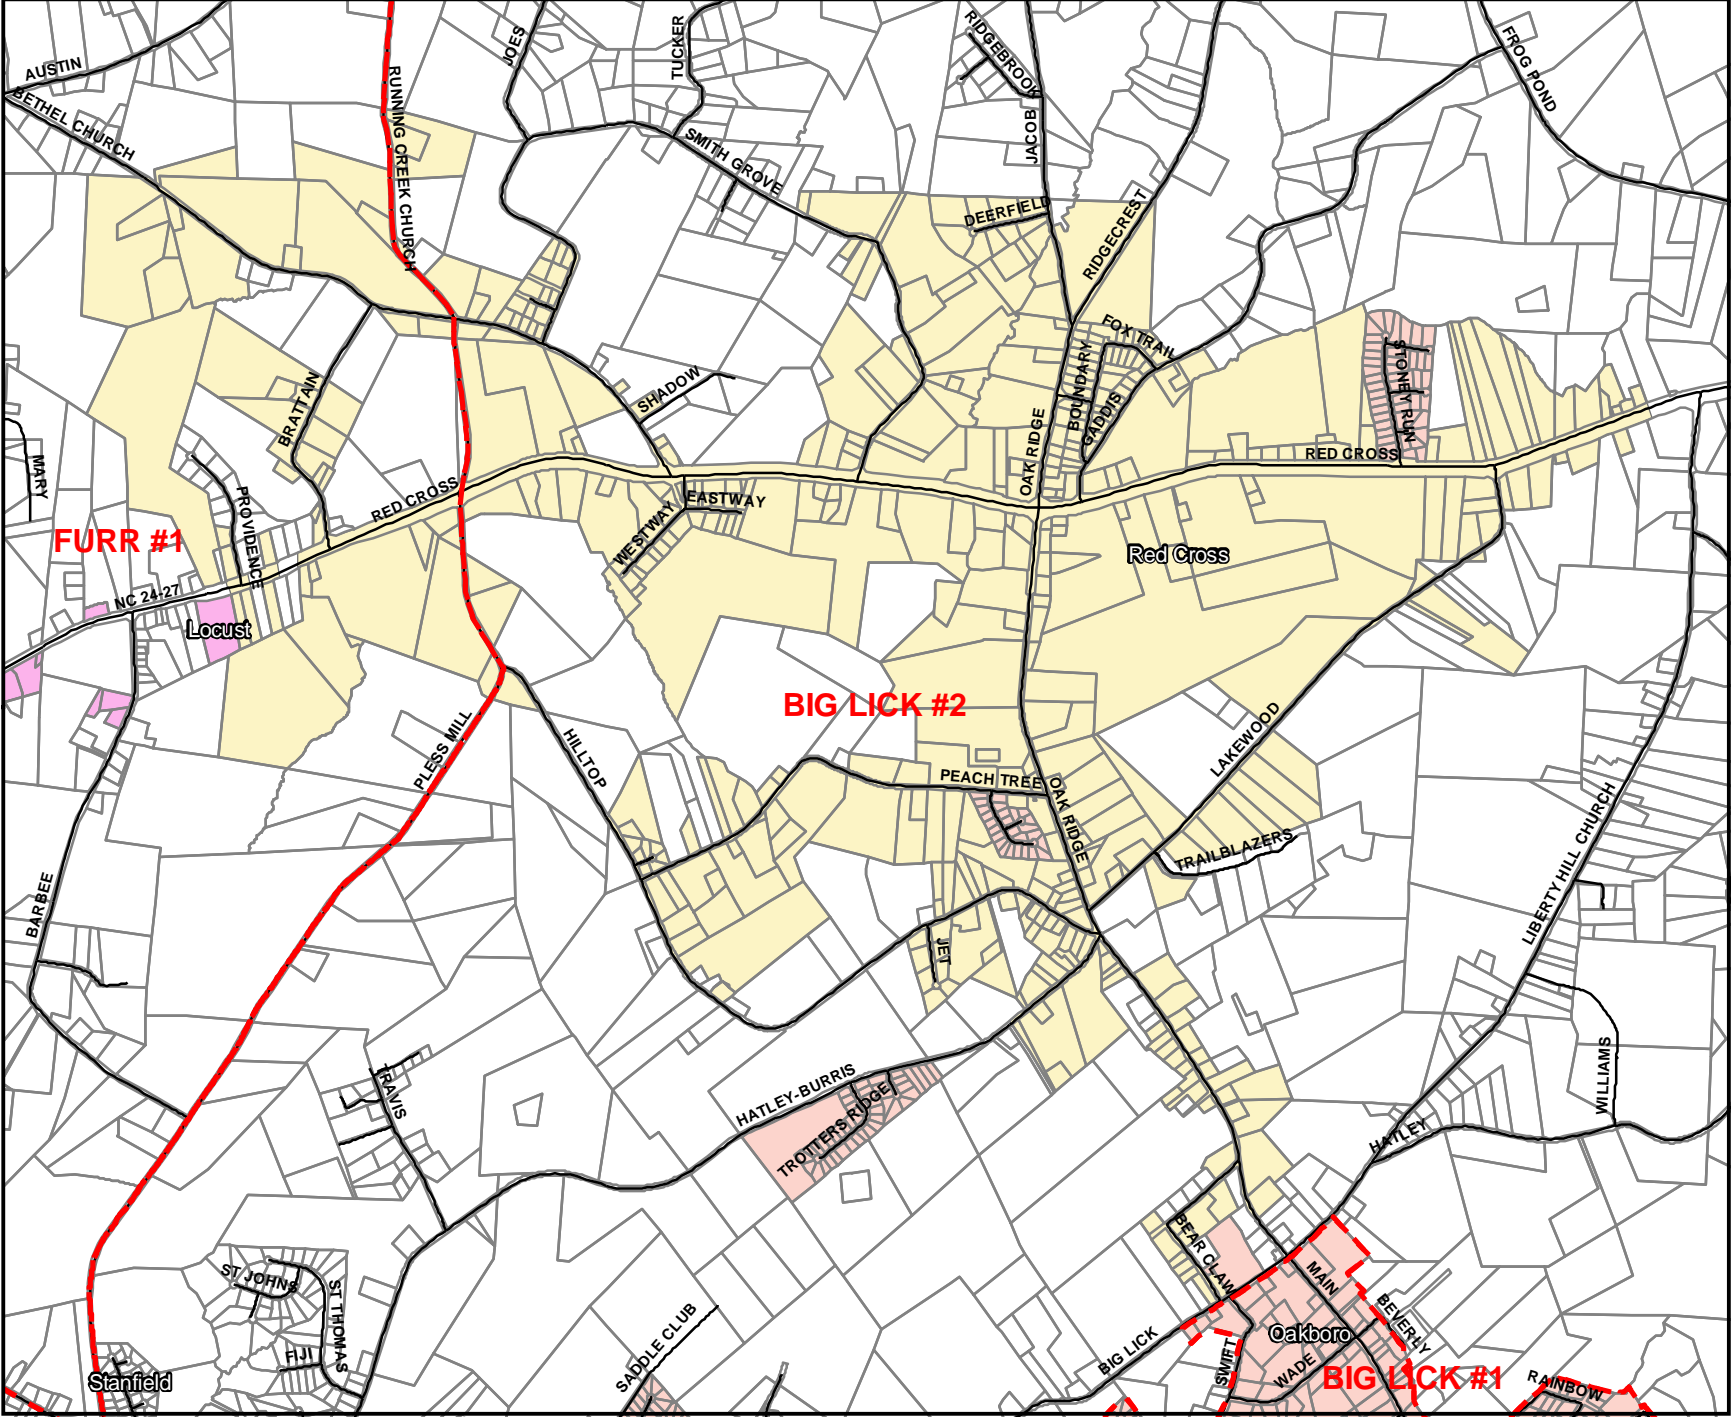 AUSTIN
BETHEL CHURCH
RUNNING CREEK CHURCH
JOES
TUCKER
SMITH GROVE
RIDGEBROOK
JACOB
FROG POND
DEERFIELD
RIDGECREST
FOX TRAIL
BOUNDARY
GADDIS
OAK RIDGE
STONEY RUN
RED CROSS
BRATTAIN
SHADOW
MARY
PROVIDENCE
RED CROSS
EASTWAY
WESTWAY
FURR #1
NC 24-27
Locust
Red Cross
BIG LICK #2
PLESS MILL
HILLTOP
PEACH TREE
OAK RIDGE
LAKEWOOD
TRAILBLAZERS
LIBERTY HILL CHURCH
BARBEE
JET
TRAVIS
HATLEY-BURRIS
TROTTERS RIDGE
WILLIAMS
HATLEY
BEAR CLAW
ST JOHNS
ST THOMAS
FIJI
Stanfield
SADDLE CLUB
BIG LICK
SWIFT
MAIN
Oakboro
WADE
BEVERLY
BIG LICK #1
RAINBOW